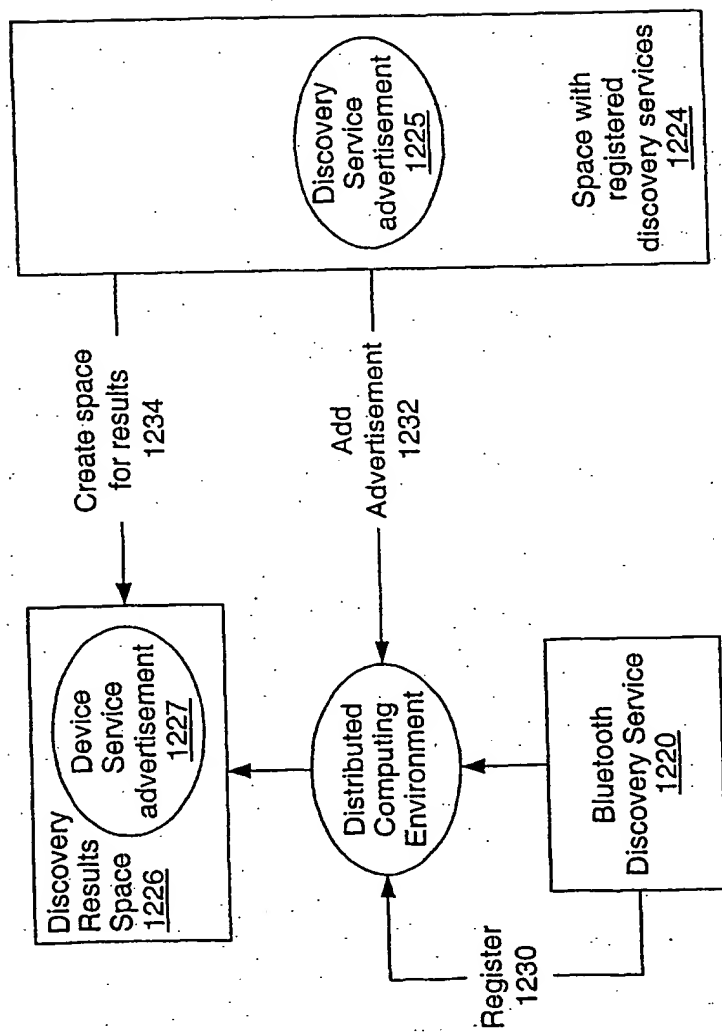 Discovery
Results
Space
1226
Device
Service
advertisement
1227
Create space
for results
1234
Discovery
Service
advertisement
1225
Space with
registered
discovery services
1224
Distributed
Computing
Environment
Add
Advertisement
1232
Register
1230
Bluetooth
Discovery Service
1220